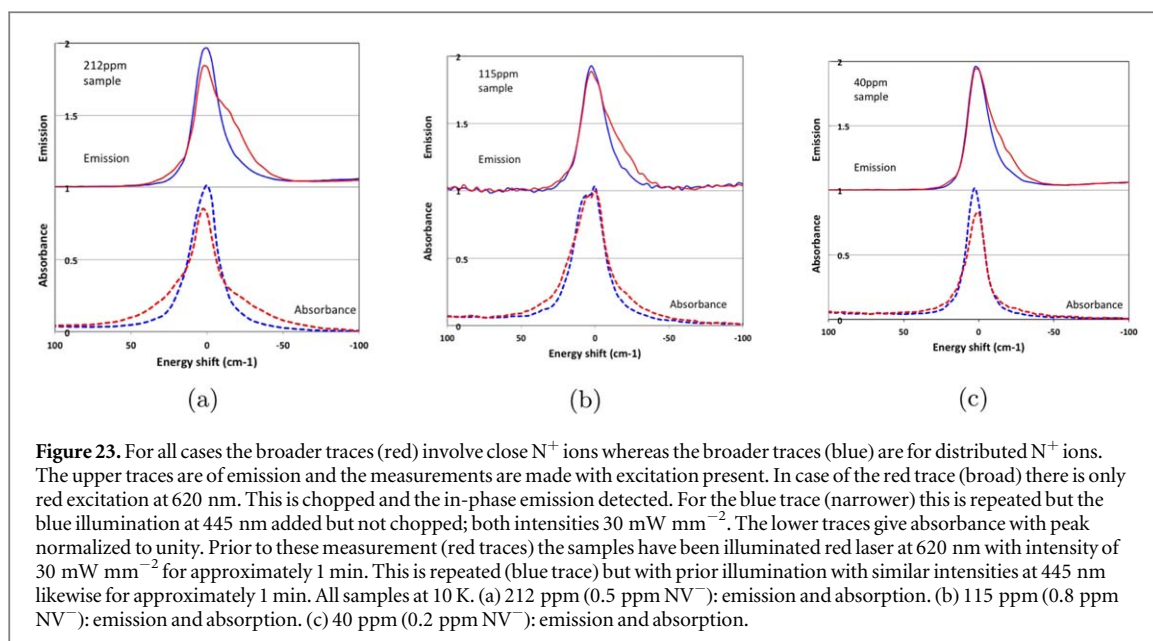 2
212ppm
sample
1.5
Emission
Emission
1
0.5
Absorbance
Absorbance
0
100 50 0 -50 -100
Energy shift (cm-1)
(a)
2
115ppm
sample
1.5
Emission
Emission
1
0.5
Absorbance
Absorbance
0
100 50 0 -50 -100
Energy shift (cm-1)
(b)
2
40ppm
sample
1.5
Emission
Emission
1
0.5
Absorbance
Absorbance
0
100 50 0 -50 -100
Energy shift (cm-1)
(c)
Figure 23. For all cases the broader traces (red) involve close N⁺ ions whereas the broader traces (blue) are for distributed N⁺ ions.
The upper traces are of emission and the measurements are made with excitation present. In case of the red trace (broad) there is only
red excitation at 620 nm. This is chopped and the in-phase emission detected. For the blue trace (narrower) this is repeated but the
blue illumination at 445 nm added but not chopped; both intensities 30 mW mm⁻². The lower traces give absorbance with peak
normalized to unity. Prior to these measurement (red traces) the samples have been illuminated red laser at 620 nm with intensity of
30 mW mm⁻² for approximately 1 min. This is repeated (blue trace) but with prior illumination with similar intensities at 445 nm
likewise for approximately 1 min. All samples at 10 K. (a) 212 ppm (0.5 ppm NV⁻): emission and absorption. (b) 115 ppm (0.8 ppm
NV⁻): emission and absorption. (c) 40 ppm (0.2 ppm NV⁻): emission and absorption.